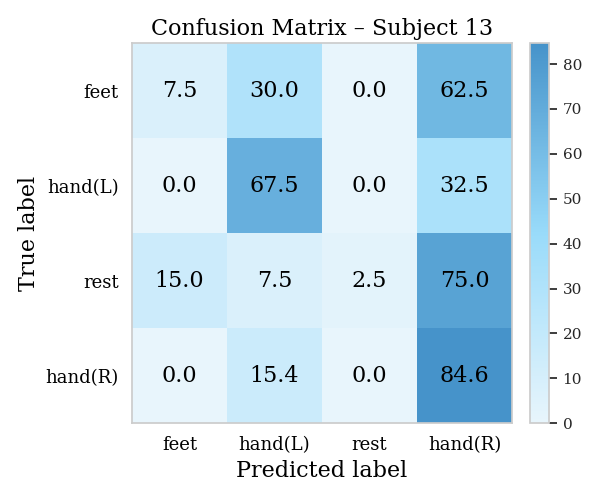 Confusion Matrix – Subject 13
True label
feet 7.5 30.0 0.0 62.5
hand(L) 0.0 67.5 0.0 32.5
rest 15.0 7.5 2.5 75.0
hand(R) 0.0 15.4 0.0 84.6
feet hand(L) rest hand(R)
Predicted label
80
70
60
50
40
30
20
10
0